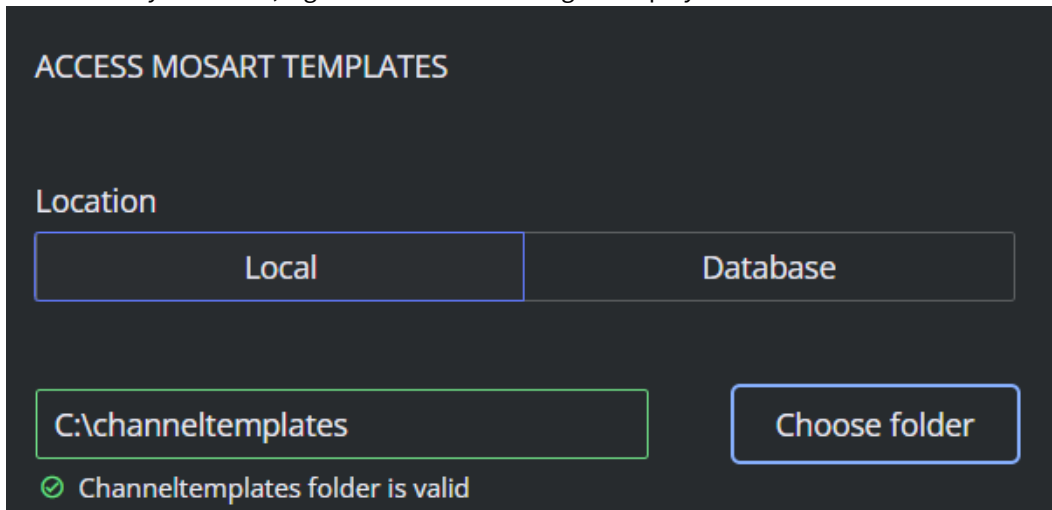 ACCESS MOSART TEMPLATES
Location
Local Database
C:\channeltemplates Choose folder
Channeltemplates folder is valid